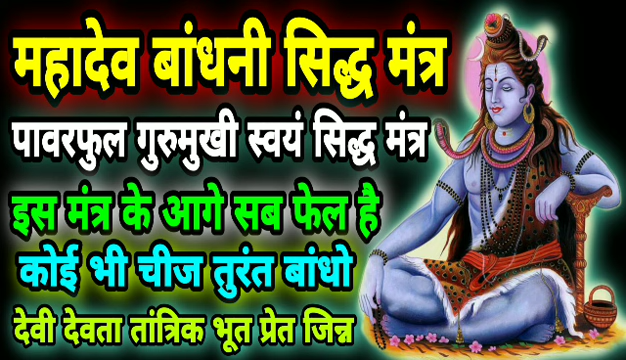 महादेव बांधनी सिद्ध मंत्र
पावरफुल गुरुमुखी स्वयं सिद्ध मंत्र
इस मंत्र के आगे सब फेल है
कोई भी चीज तुरंत बांधो
देवी देवता तांत्रिक भूत प्रेत जिन्न